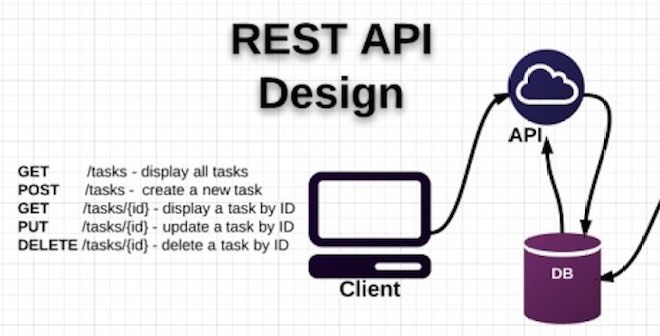 REST API
Design
API
GET /tasks - display all tasks
POST /tasks - create a new task
GET /tasks/{id} - display a task by ID
PUT /tasks/{id} - update a task by ID
DELETE /tasks/{id} - delete a task by ID
Client
DB